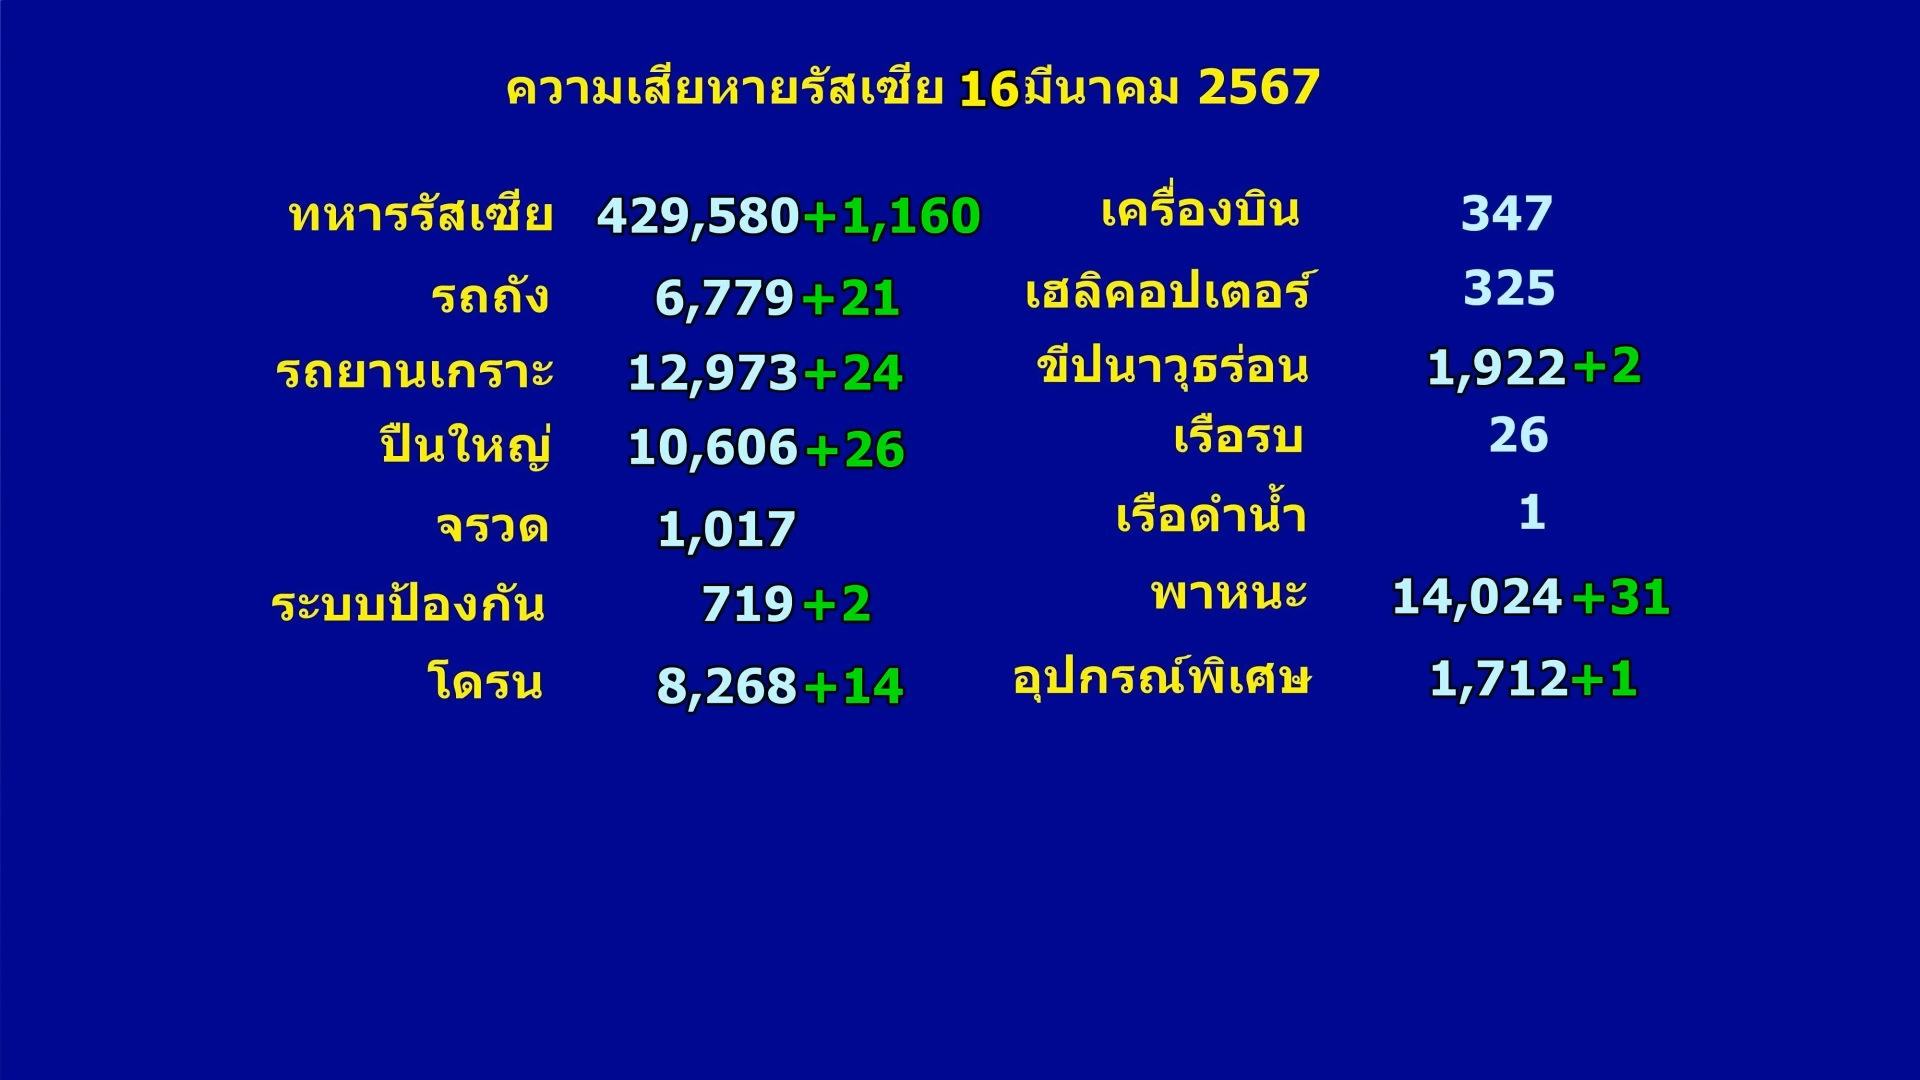 ความเสียหายรัสเซีย 16มีนาคม 2567
ทหารรัสเซีย 429,580+1,160 เครื่องบิน 347
รถถัง 6,779+21 เฮลิคอปเตอร์ 325
รถยานเกราะ 12,973+24 ขีปนาวุธร่อน 1,922+2
ปืนใหญ่ 10,606+26 เรือรบ 26
จรวด 1,017 เรือดำน้ำ 1
ระบบป้องกัน 719+2 พาหนะ 14,024+31
โดรน 8,268+14 อุปกรณ์พิเศษ 1,712+1